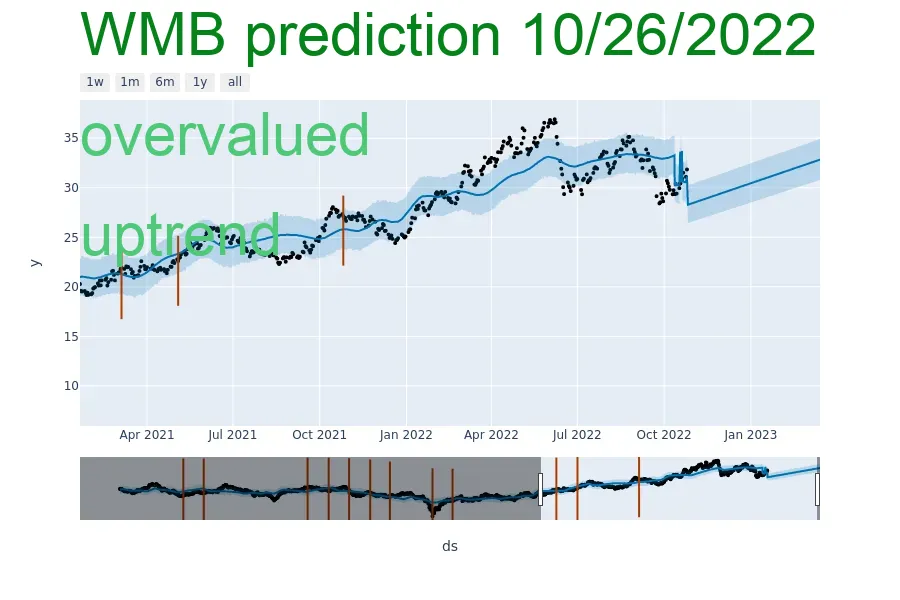 WMB prediction 10/26/2022
1w 1m 6m 1y all
overvalued
uptrend
35
30
25
20
15
10
y
Apr 2021 Jul 2021 Oct 2021 Jan 2022 Apr 2022 Jul 2022 Oct 2022 Jan 2023
ds